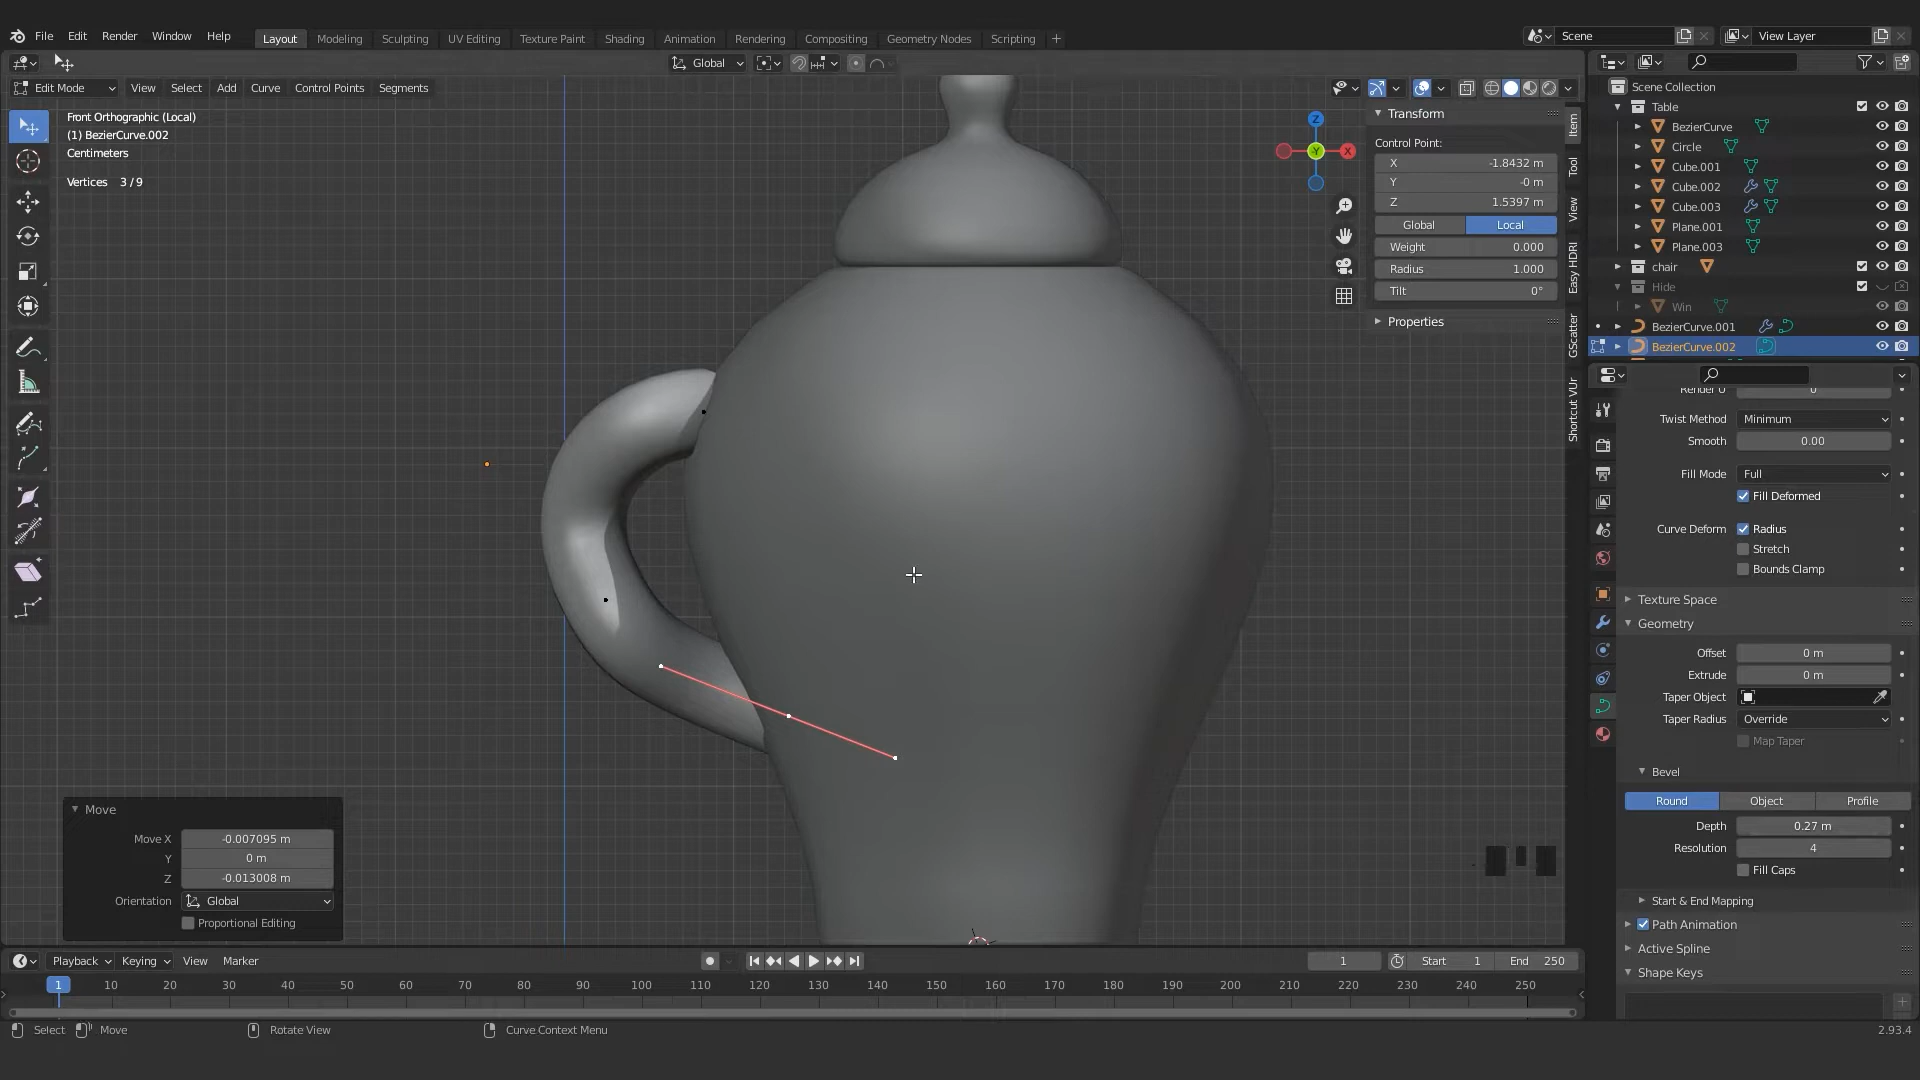 File Edit Render Window Help Layout Modeling Sculpting UV Editing Texture Paint Shading Animation Rendering Compositing Geometry Nodes Scripting Scene View Layer
Global
Edit Mode View Select Add Curve Control Points Segments
Front Orthographic (Local)
(1) BezierCurve.002
Centimeters
Vertices 3/9
Z
X
-Y
Transform
Control Point:
X -1.8432 m
Y -0 m
Z 1.5397 m
Global Local
Weight 0.000
Radius 1.000
Tilt 0°
Properties
Item
Tool
View
Easy HDRI
GScatter
Shortcut VUr
Scene Collection
Table
BezierCurve
Circle
Cube.001
Cube.002
Cube.003
Plane.001
Plane.003
chair
Hide
Win
BezierCurve.001
BezierCurve.002
Render U 0
Twist Method Minimum
Smooth 0.00
Fill Mode Full
Fill Deformed
Curve Deform Radius
Stretch
Bounds Clamp
Texture Space
Geometry
Offset 0 m
Extrude 0 m
Taper Object
Taper Radius Override
Map Taper
Bevel
Round Object Profile
Depth 0.27 m
Resolution 4
Fill Caps
Start & End Mapping
Path Animation
Active Spline
Shape Keys
Move
Move X -0.007095 m
Y 0 m
Z -0.013008 m
Orientation Global
Proportional Editing
Playback Keying View Marker 1 Start 1 End 250
1 10 20 30 40 50 60 70 80 90 100 110 120 130 140 150 160 170 180 190 200 210 220 230 240 250
Select Move Rotate View Curve Context Menu 2.93.4